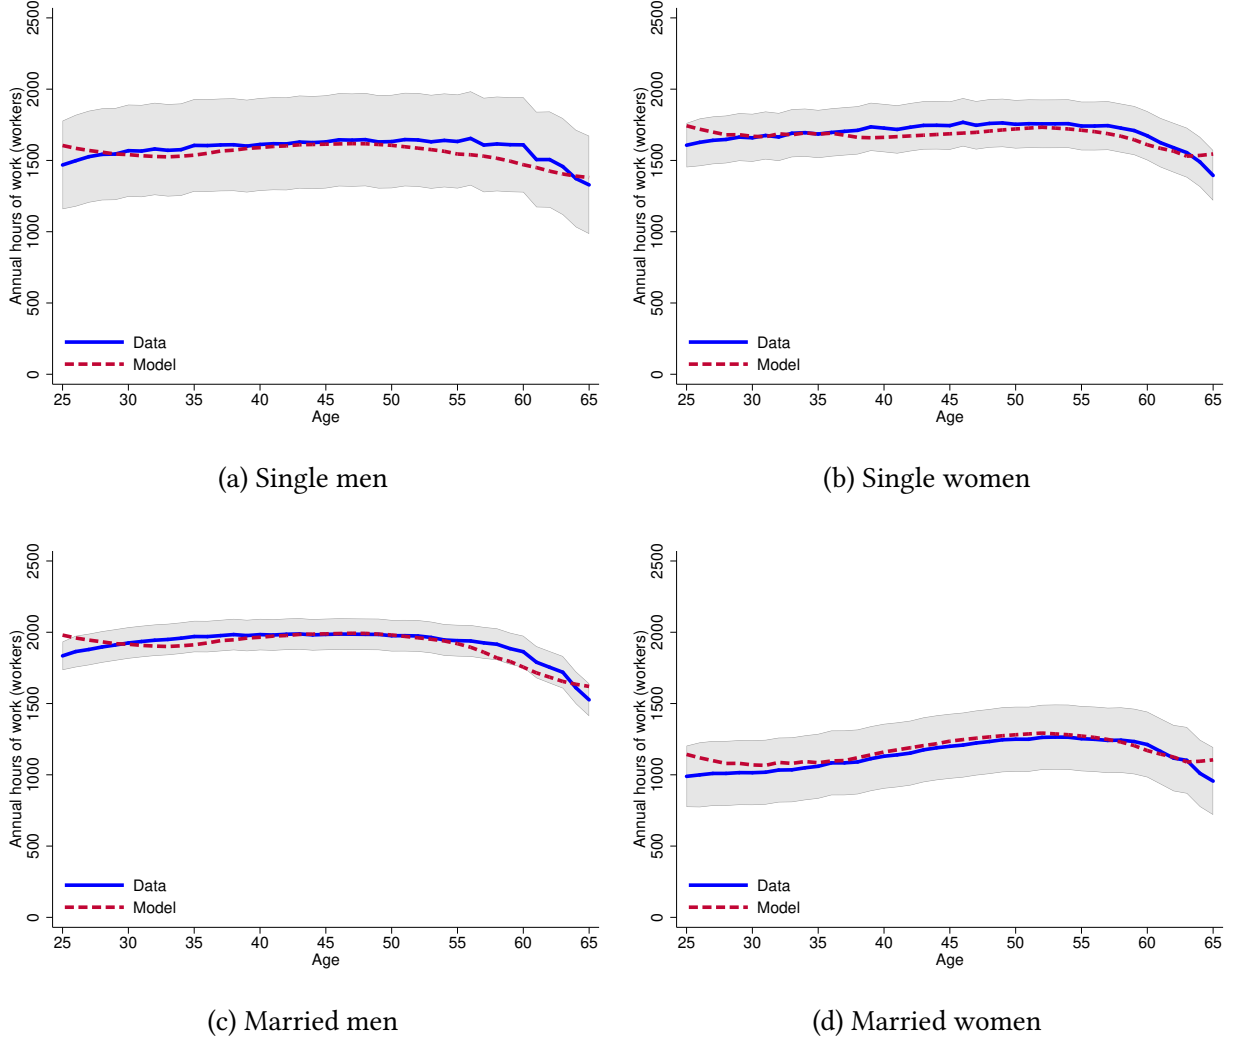 Annual hours of work (workers)
2500
2000
1500
1000
500
0
Data
Model
25 30 35 40 45 50 55 60 65
Age
(a) Single men
Annual hours of work (workers)
2500
2000
1500
1000
500
0
Data
Model
25 30 35 40 45 50 55 60 65
Age
(b) Single women
Annual hours of work (workers)
2500
2000
1500
1000
500
0
Data
Model
25 30 35 40 45 50 55 60 65
Age
(c) Married men
Annual hours of work (workers)
2500
2000
1500
1000
500
0
Data
Model
25 30 35 40 45 50 55 60 65
Age
(d) Married women